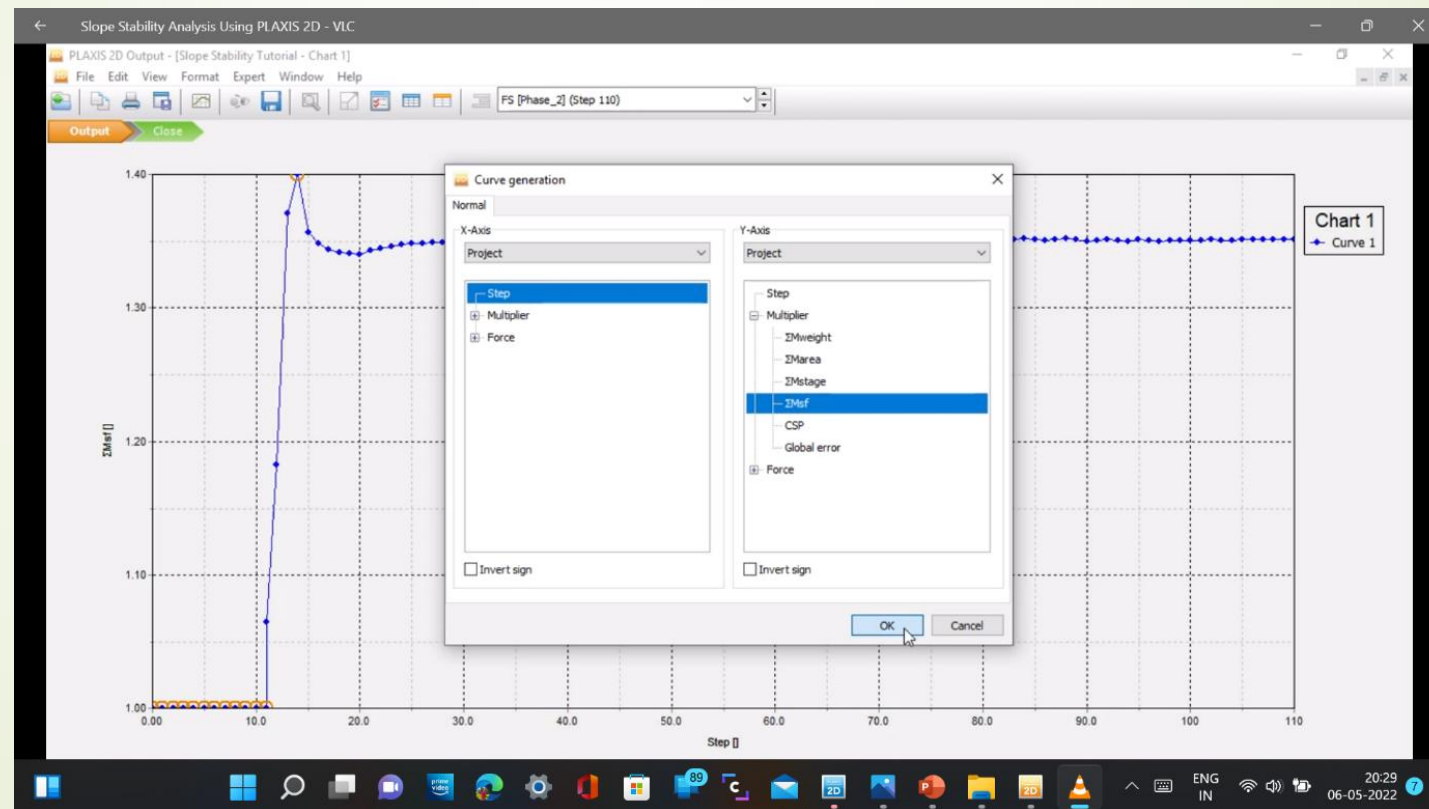 Slope Stability Analysis Using PLAXIS 2D - VLC
PLAXIS 2D Output - [Slope Stability Tutorial - Chart 1]
File Edit View Format Expert Window Help
FS [Phase_2] (Step 110)
Output Close
Curve generation
Normal
X-Axis
Project
Step
Multiplier
Force
Invert sign
Y-Axis
Project
Step
Multiplier
ΣMweight
ΣMarea
ΣMstage
ΣMsf
CSP
Global error
Force
Invert sign
OK Cancel
Chart 1
Curve 1
1.40
1.30
1.20
1.10
1.00
ΣMsf []
0.00 10.0 20.0 30.0 40.0 50.0 60.0 70.0 80.0 90.0 100 110
Step []
prime video
89
2D
2D
ENG
IN
20:29
06-05-2022
7